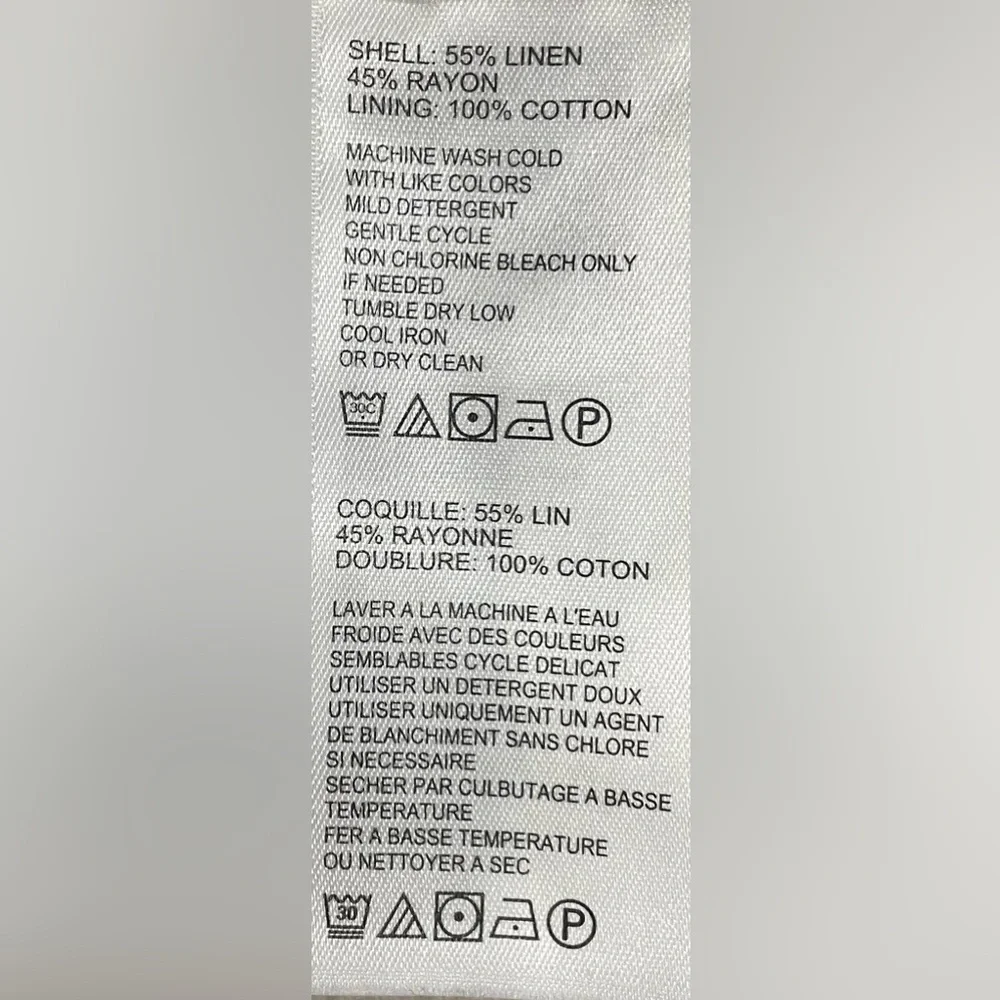 SHELL: 55% LINEN
45% RAYON
LINING: 100% COTTON
MACHINE WASH COLD
WITH LIKE COLORS
MILD DETERGENT
GENTLE CYCLE
NON CHLORINE BLEACH ONLY
IF NEEDED
TUMBLE DRY LOW
COOL IRON
OR DRY CLEAN
30C P
COQUILLE: 55% LIN
45% RAYONNE
DOUBLURE: 100% COTON
LAVER A LA MACHINE A L'EAU
FROIDE AVEC DES COULEURS
SEMBLABLES CYCLE DELICAT
UTILISER UN DETERGENT DOUX
UTILISER UNIQUEMENT UN AGENT
DE BLANCHIMENT SANS CHLORE
SI NECESSAIRE
SECHER PAR CULBUTAGE A BASSE
TEMPERATURE
FER A BASSE TEMPERATURE
OU NETTOYER A SEC
30 P